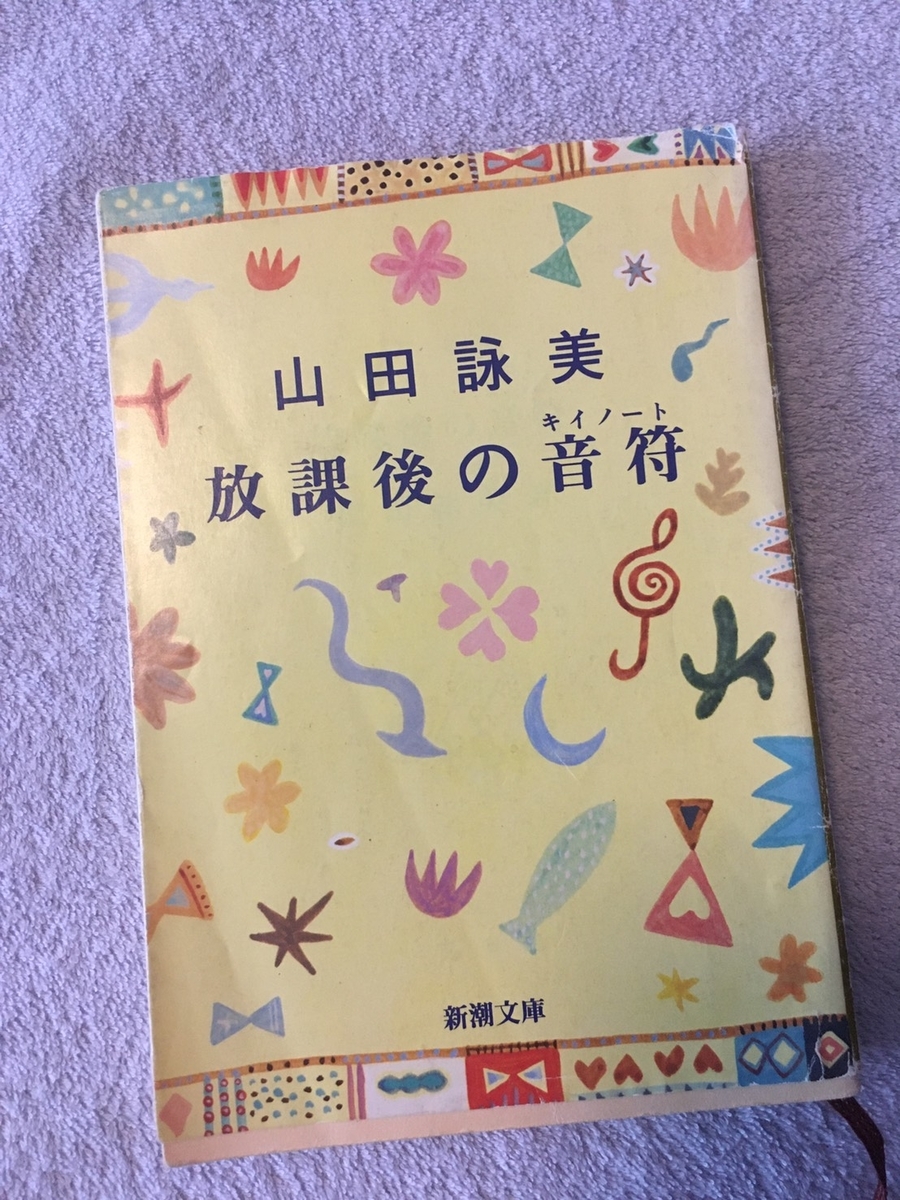 山田詠美
キイノート
放課後の音符
新潮文庫